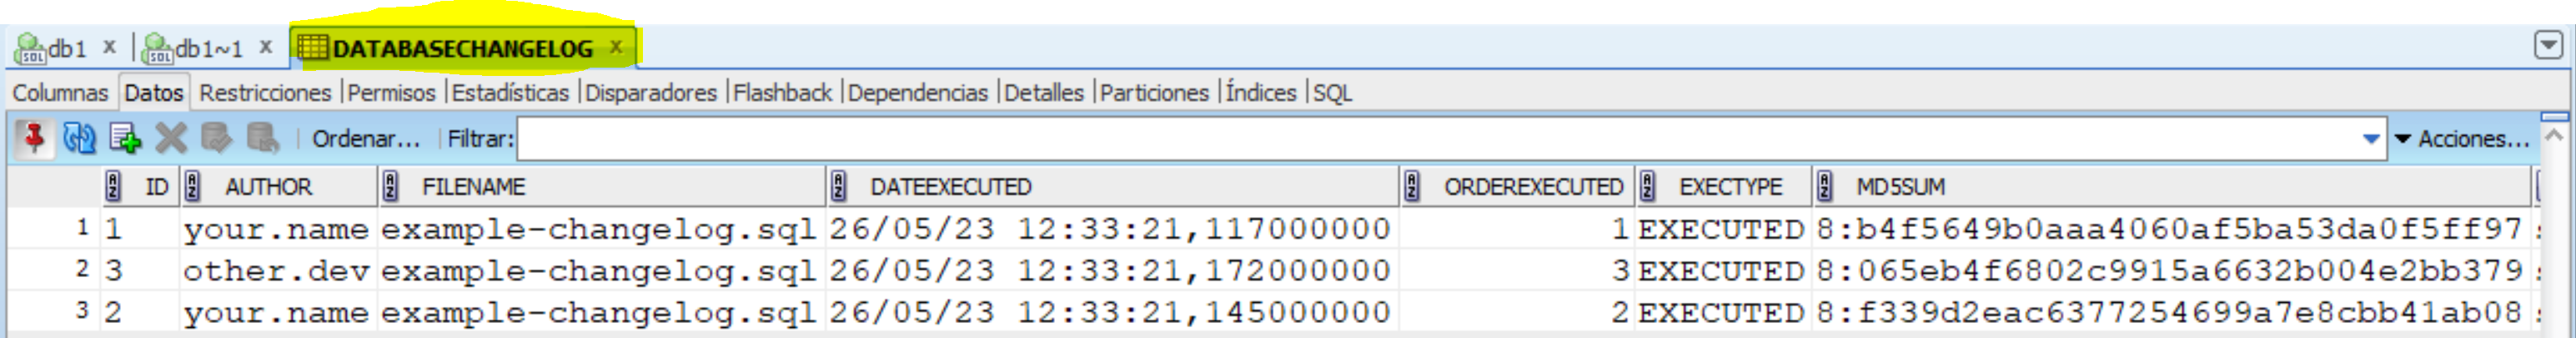 db1 x db1~1 x DATABASECHANGELOG x
Columnas Datos Restricciones |Permisos |Estadísticas |Disparadores |Flashback |Dependencias |Detalles |Particiones |Índices |SQL
Ordenar... Filtrar: Acciones...
ID AUTHOR FILENAME DATEEXECUTED ORDEREXECUTED EXECTYPE MD5SUM
1 1 your.name example-changelog.sql 26/05/23 12:33:21,117000000 1 EXECUTED 8:b4f5649b0aaa4060af5ba53da0f5ff97
2 3 other.dev example-changelog.sql 26/05/23 12:33:21,172000000 3 EXECUTED 8:065eb4f6802c9915a6632b004e2bb379
3 2 your.name example-changelog.sql 26/05/23 12:33:21,145000000 2 EXECUTED 8:f339d2eac6377254699a7e8cbb41ab08